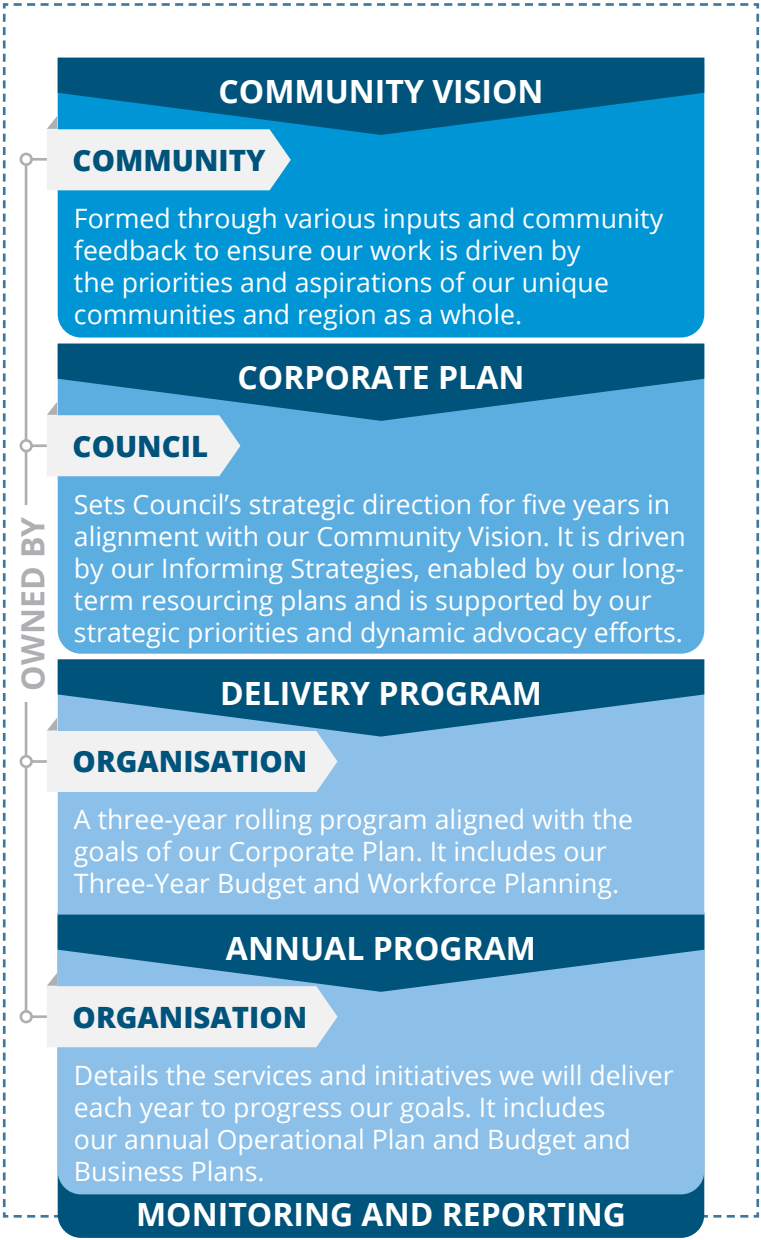 COMMUNITY VISION
COMMUNITY
Formed through various inputs and community
feedback to ensure our work is driven by
the priorities and aspirations of our unique
communities and region as a whole.
CORPORATE PLAN
COUNCIL
Sets Council’s strategic direction for five years in
alignment with our Community Vision. It is driven
by our Informing Strategies, enabled by our long-
term resourcing plans and is supported by our
strategic priorities and dynamic advocacy efforts.
OWNED BY
DELIVERY PROGRAM
ORGANISATION
A three-year rolling program aligned with the
goals of our Corporate Plan. It includes our
Three-Year Budget and Workforce Planning.
ANNUAL PROGRAM
ORGANISATION
Details the services and initiatives we will deliver
each year to progress our goals. It includes
our annual Operational Plan and Budget and
Business Plans.
MONITORING AND REPORTING